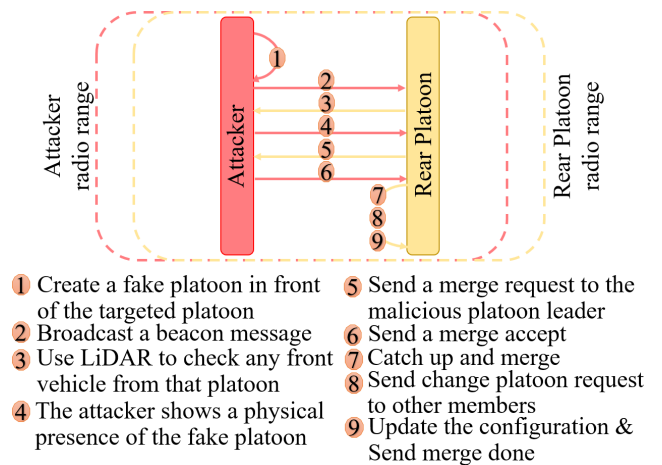 Attacker
radio range
Attacker
Rear Platoon
Rear Platoon
radio range
1
2
3
4
5
6
7
8
9
1 Create a fake platoon in front
of the targeted platoon
2 Broadcast a beacon message
3 Use LiDAR to check any front
vehicle from that platoon
4 The attacker shows a physical
presence of the fake platoon
5 Send a merge request to the
malicious platoon leader
6 Send a merge accept
7 Catch up and merge
8 Send change platoon request
to other members
9 Update the configuration &
Send merge done